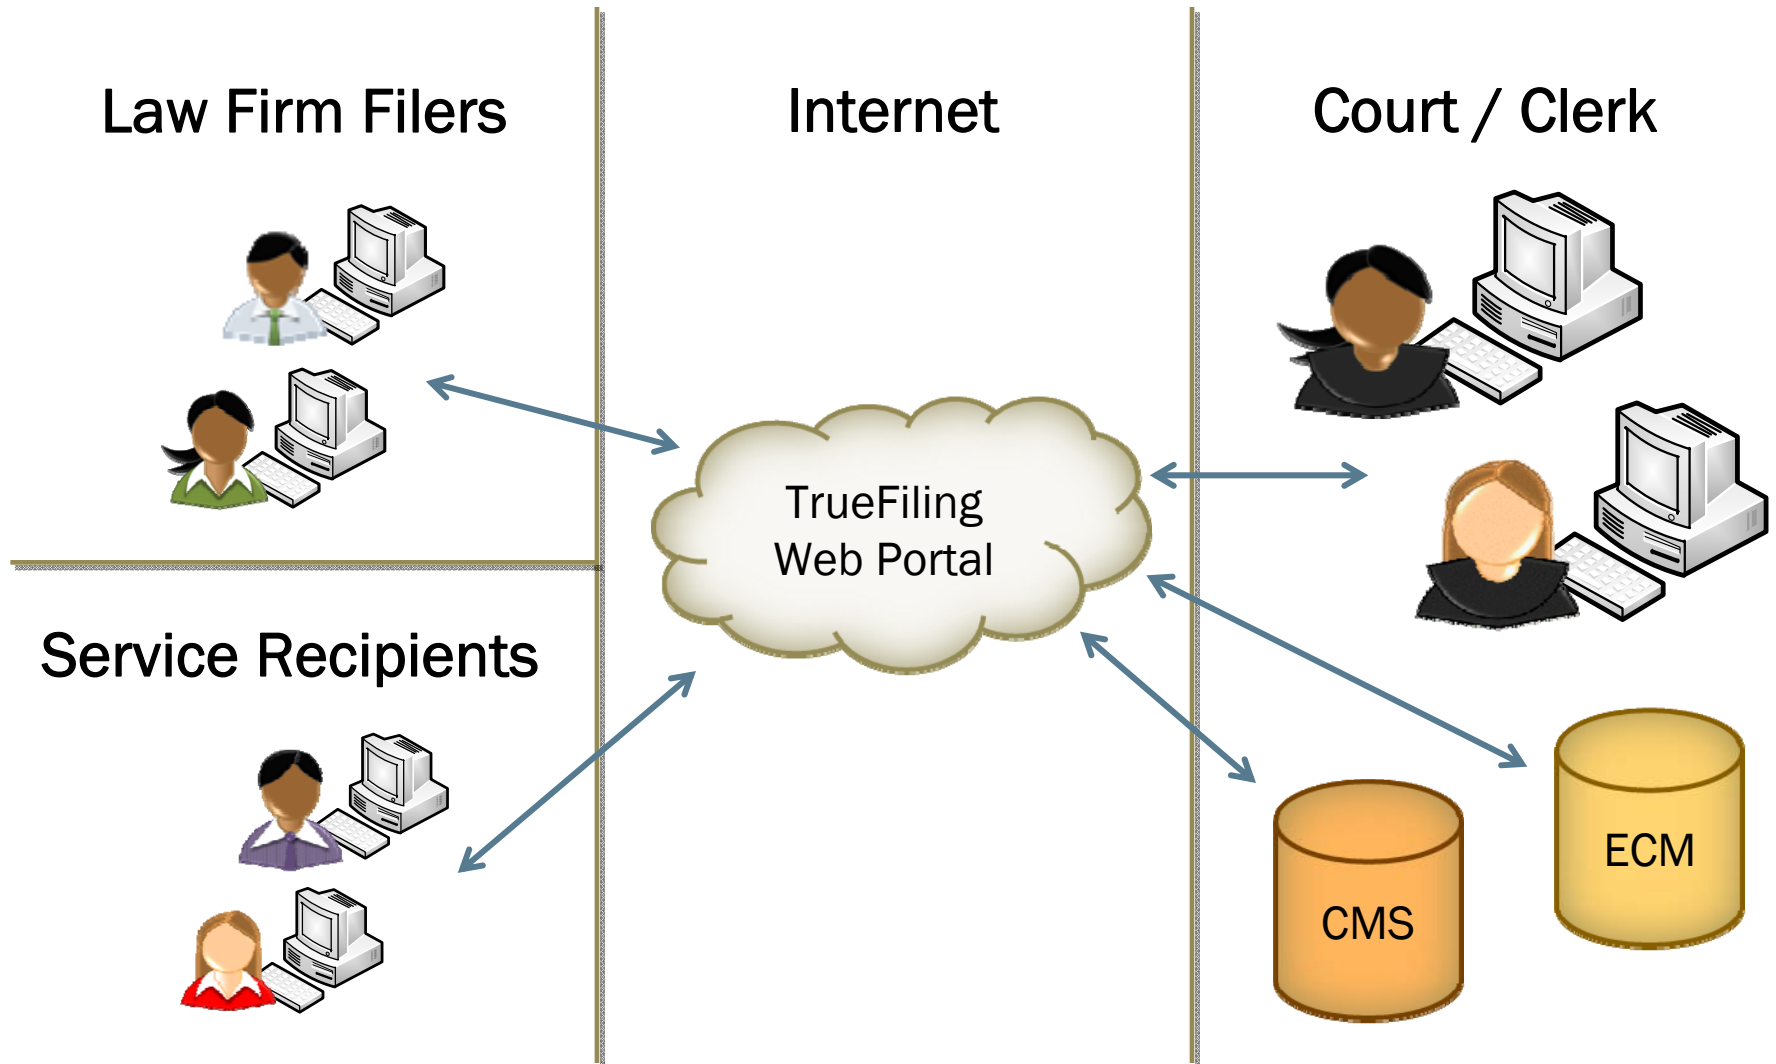 Law Firm Filers
Internet
Court / Clerk
TrueFiling
Web Portal
Service Recipients
ECM
CMS